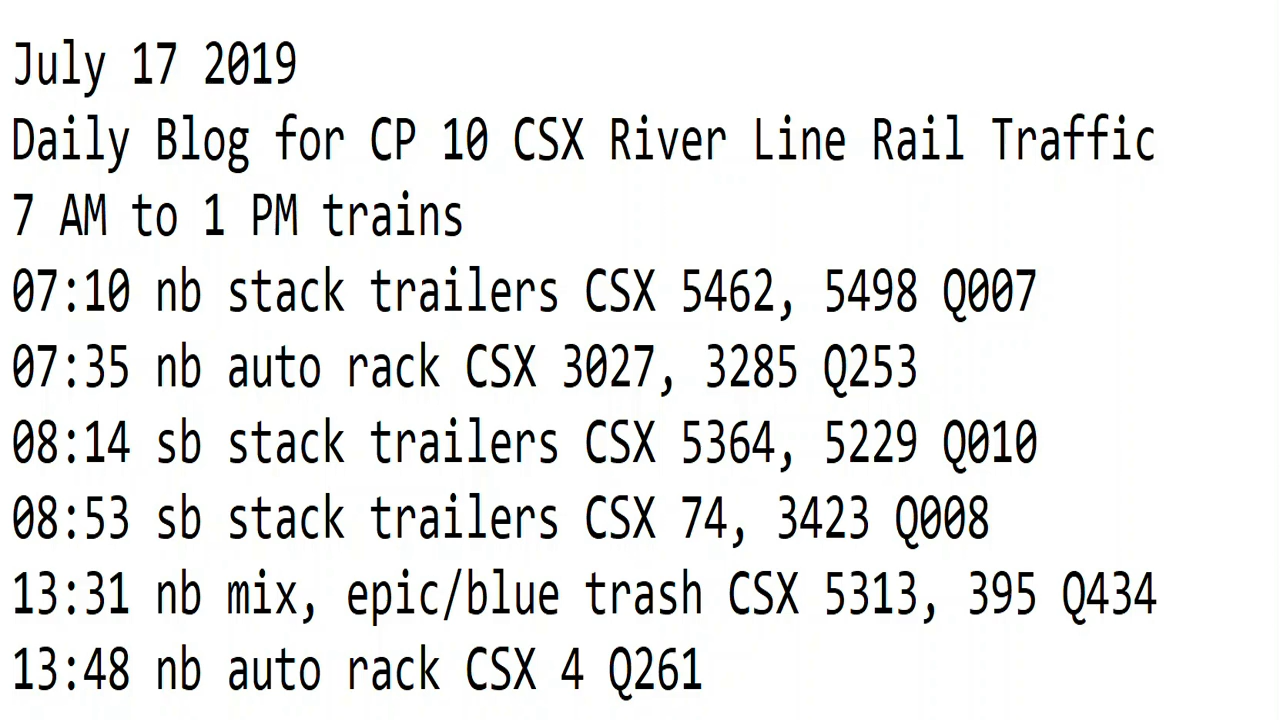 July 17 2019
Daily Blog for CP 10 CSX River Line Rail Traffic
7 AM to 1 PM trains
07:10 nb stack trailers CSX 5462, 5498 Q007
07:35 nb auto rack CSX 3027, 3285 Q253
08:14 sb stack trailers CSX 5364, 5229 Q010
08:53 sb stack trailers CSX 74, 3423 Q008
13:31 nb mix, epic/blue trash CSX 5313, 395 Q434
13:48 nb auto rack CSX 4 Q261